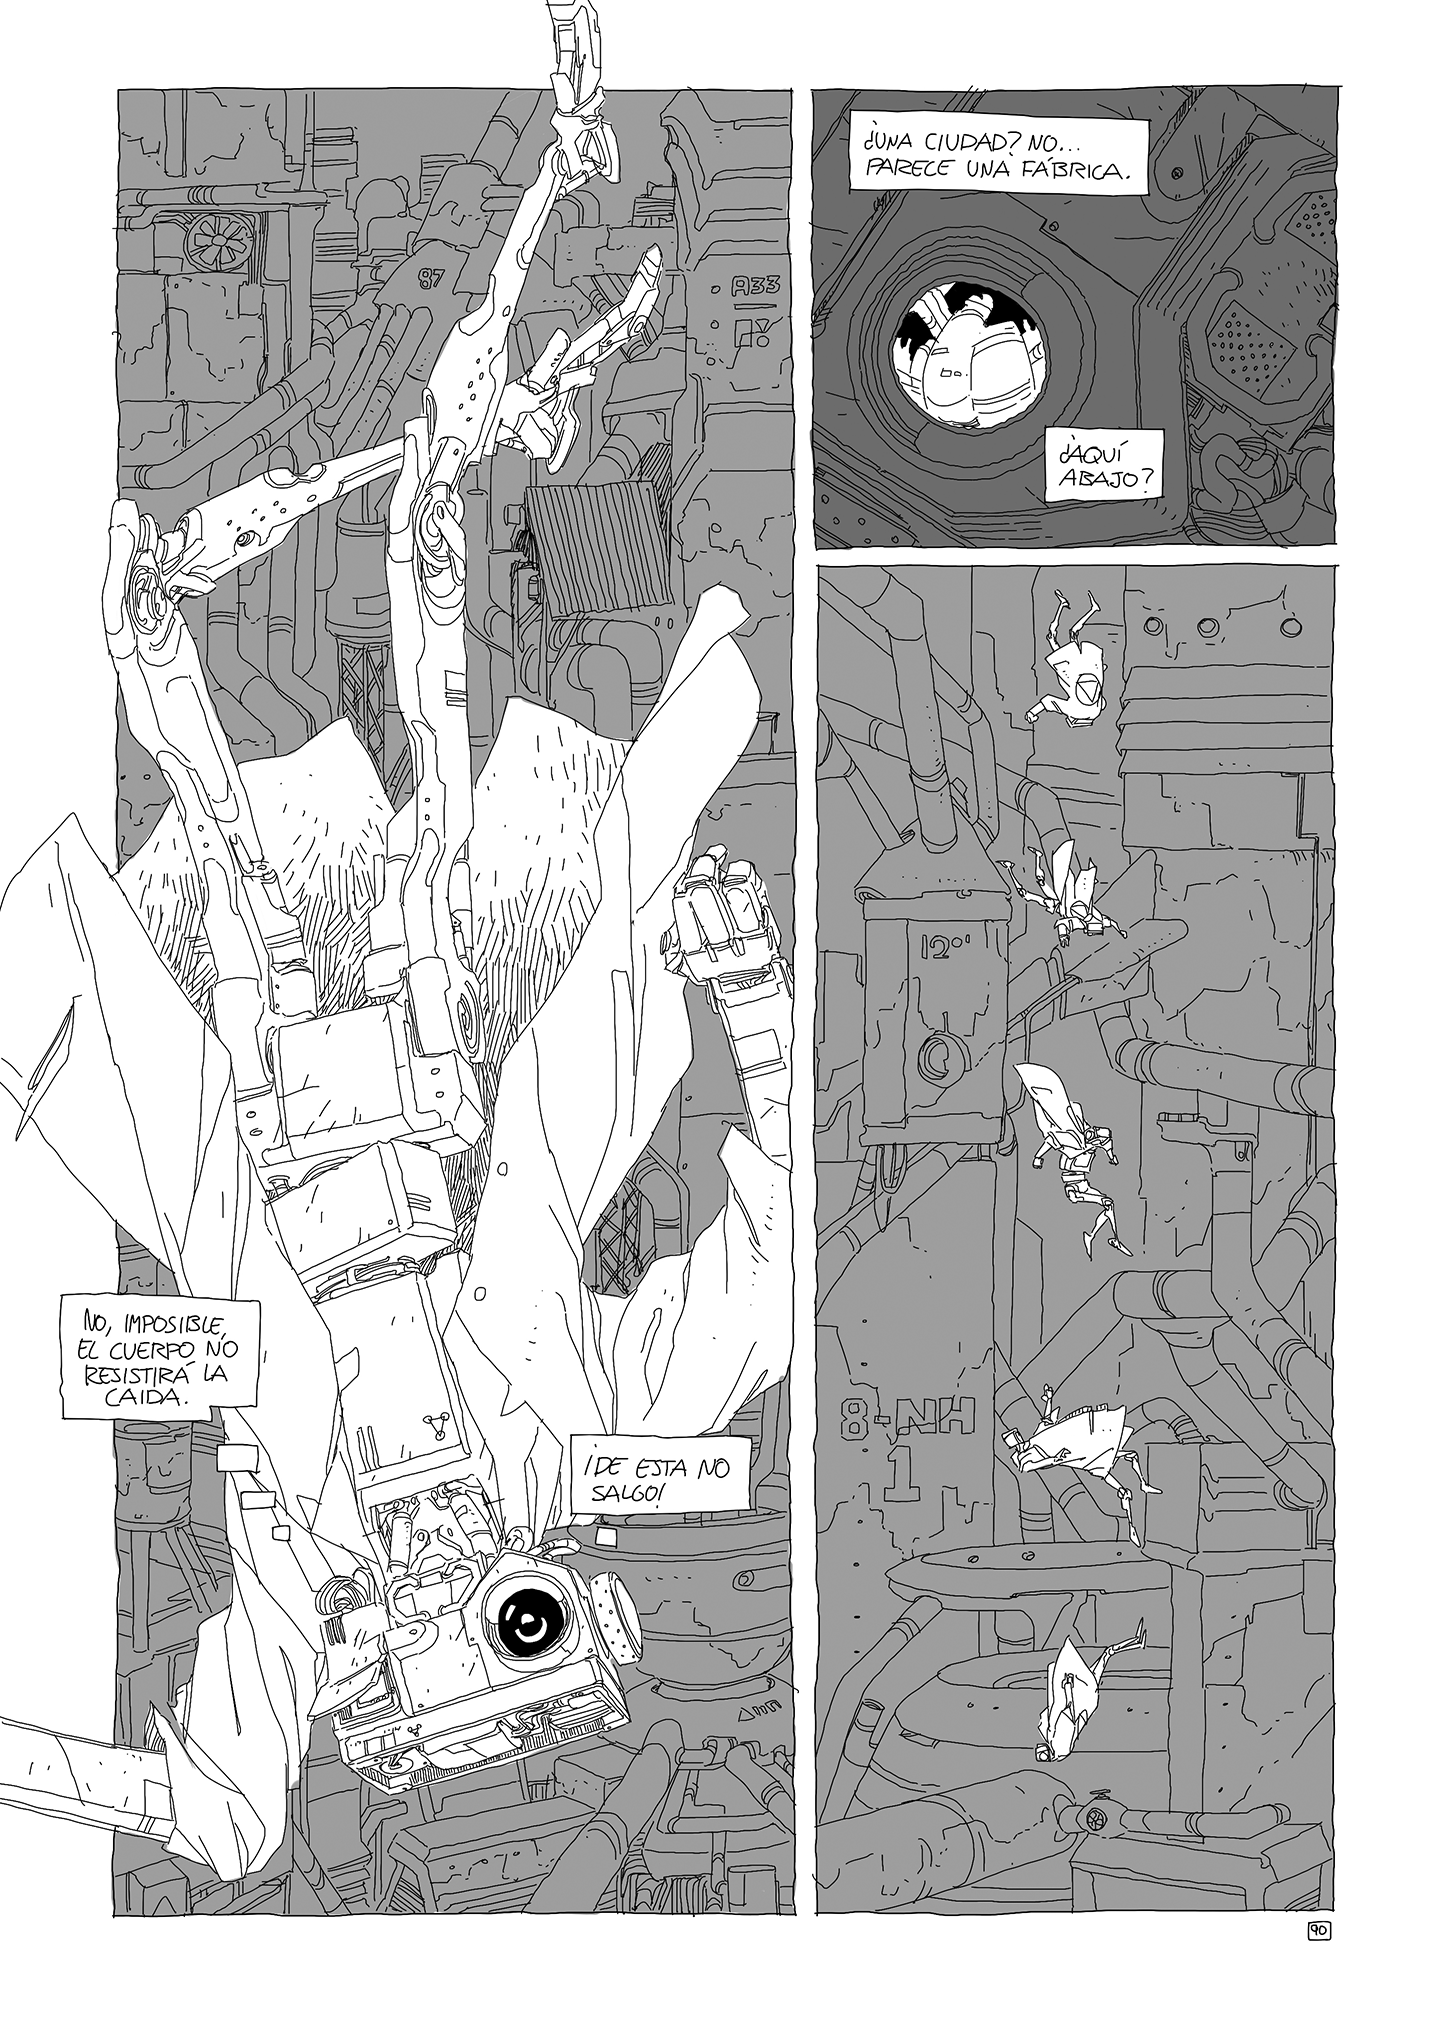 NO, IMPOSIBLE,
EL CUERPO NO
RESISTIRÁ LA
CAIDA.
¡DE ESTA NO
SALGO!
87
A33
¿UNA CIUDAD? NO...
PARECE UNA FÁBRICA.
¿AQUÍ
ABAJO?
12
8-NH
1
90